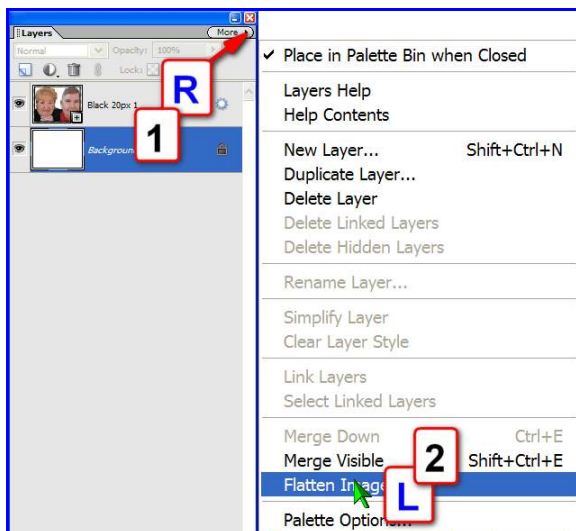 Layers
More
Normal
Opacity: 100%
Lock:
R
Black 20px 1
1
Background
Place in Palette Bin when Closed
Layers Help
Help Contents
New Layer... Shift+Ctrl+N
Duplicate Layer...
Delete Layer
Delete Linked Layers
Delete Hidden Layers
Rename Layer...
Simplify Layer
Clear Layer Style
Link Layers
Select Linked Layers
Merge Down Ctrl+E
Merge Visible Shift+Ctrl+E
2
Flatten Image
L
Palette Options...